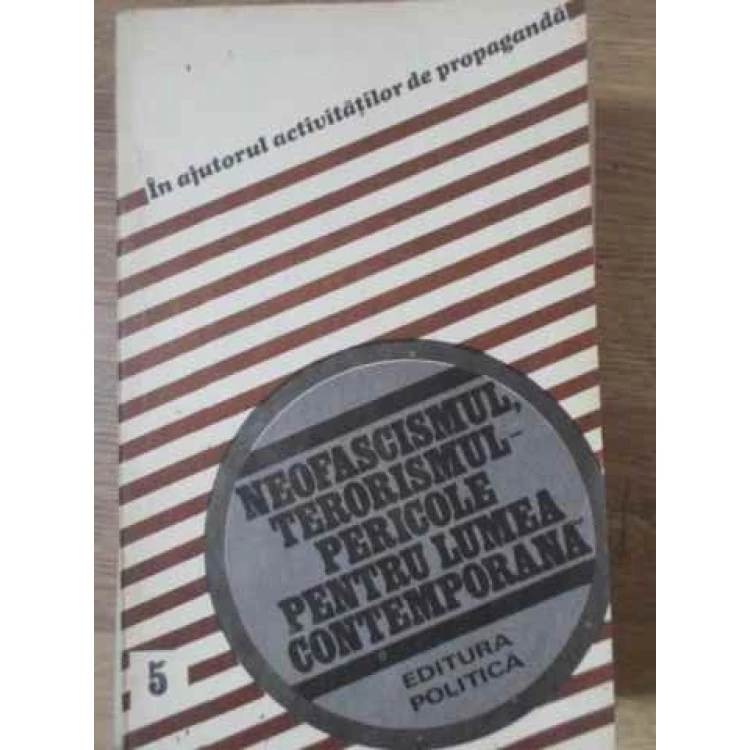 În ajutorul activităților de propagandă
NEOFASCISMUL,
TERORISMUL-
PERICOLE
PENTRU LUMEA
CONTEMPORANĂ
EDITURA
POLITICĂ
5